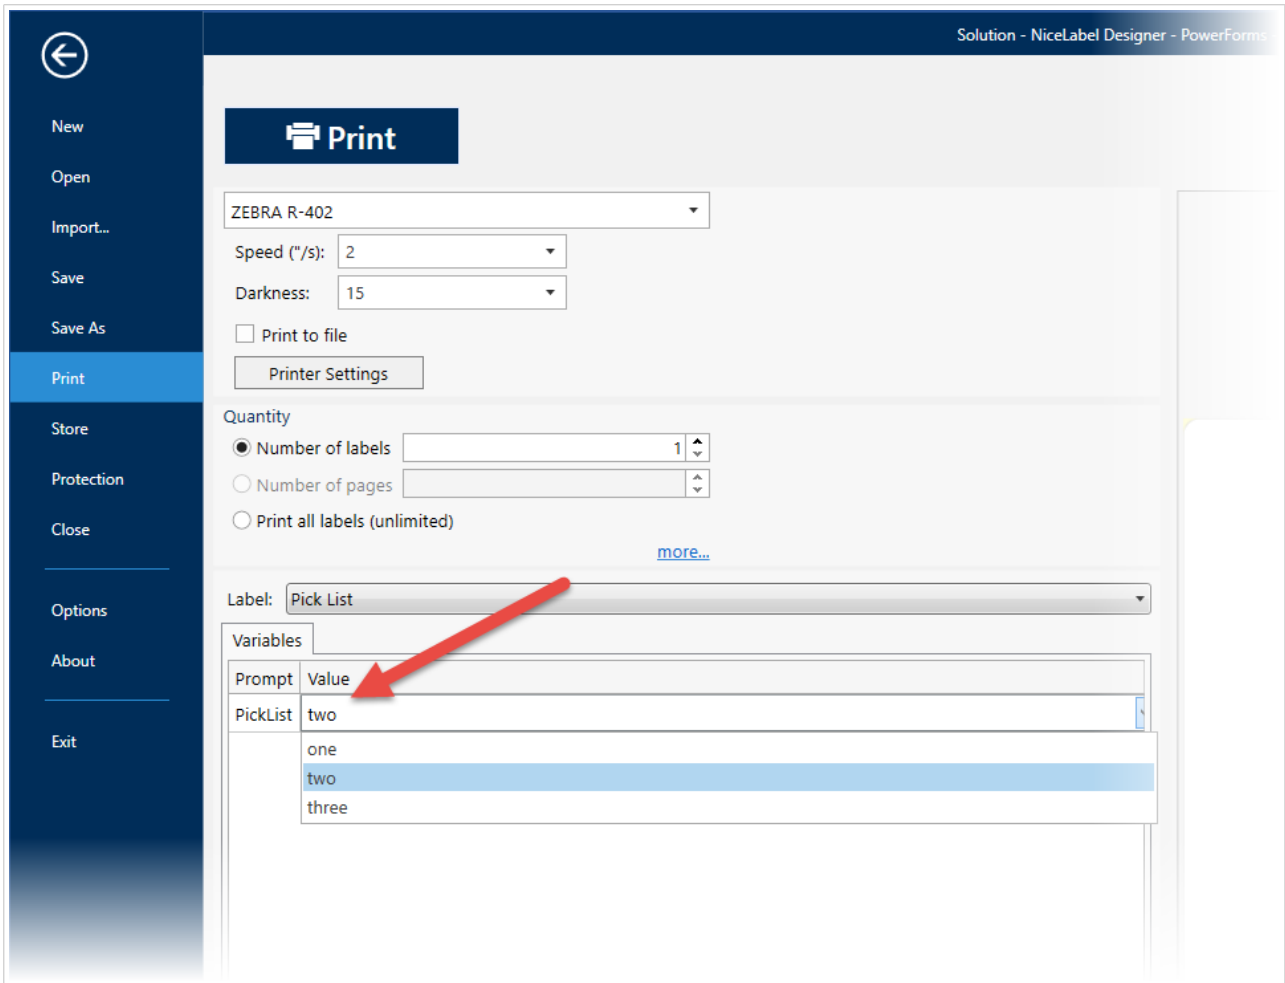 Solution - NiceLabel Designer - PowerForms
New
Open
Import...
Save
Save As
Print
Store
Protection
Close
Options
About
Exit
Print
ZEBRA R-402
Speed ("/s): 2
Darkness: 15
Print to file
Printer Settings
Quantity
Number of labels 1
Number of pages
Print all labels (unlimited)
more...
Label: Pick List
Variables
Prompt Value
PickList two
one
two
three